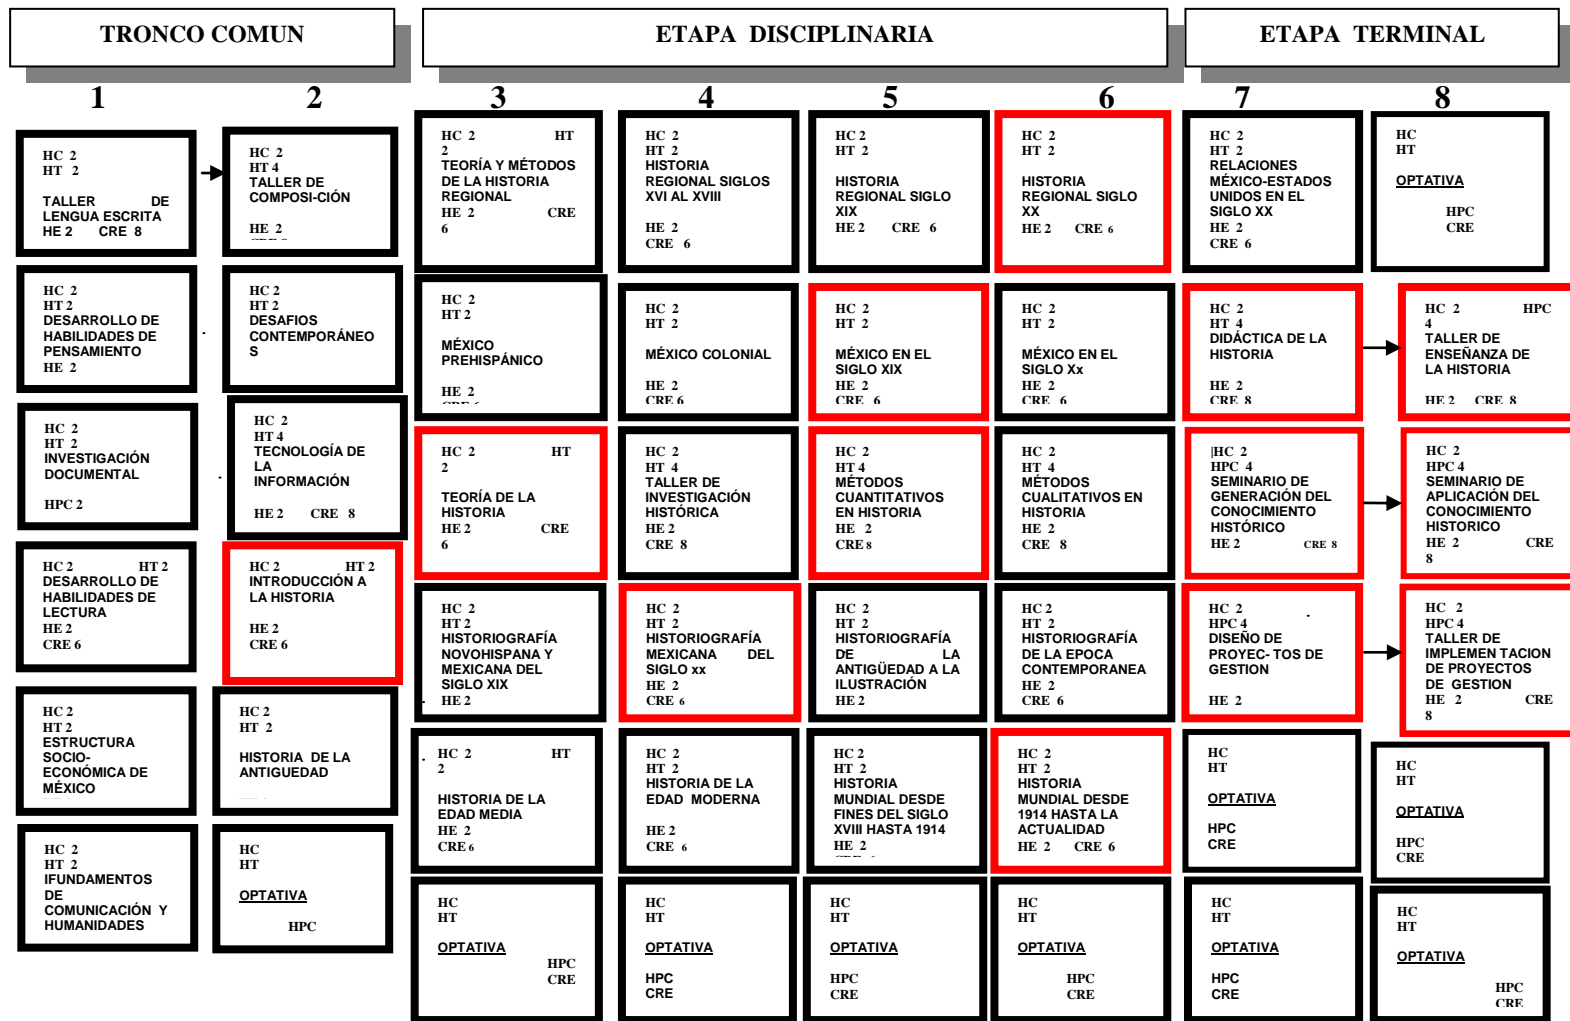 TRONCO COMUN
ETAPA DISCIPLINARIA
ETAPA TERMINAL
1
2
3
4
5
6
7
8
HC 2
HT 2
TALLER DE
LENGUA ESCRITA
HE 2 CRE 8
HC 2
HT 4
TALLER DE
COMPOSI-CIÓN
HE 2
HC 2 HT
2
TEORÍA Y MÉTODOS
DE LA HISTORIA
REGIONAL
HE 2 CRE
6
HC 2
HT 2
HISTORIA
REGIONAL SIGLOS
XVI AL XVIII
HE 2
CRE 6
HC 2
HT 2
HISTORIA
REGIONAL SIGLO
XIX
HE 2 CRE 6
HC 2
HT 2
HISTORIA
REGIONAL SIGLO
XX
HE 2 CRE 6
HC 2
HT 2
RELACIONES
MÉXICO-ESTADOS
UNIDOS EN EL
SIGLO XX
HE 2
CRE 6
HC
HT
OPTATIVA
HPC
CRE
HC 2
HT 2
DESARROLLO DE
HABILIDADES DE
PENSAMIENTO
HE 2
HC 2
HT 2
DESAFIOS
CONTEMPORÁNEO
S
HC 2
HT 2
MÉXICO
PREHISPÁNICO
HE 2
CRE 6
HC 2
HT 2
MÉXICO COLONIAL
HE 2
CRE 6
HC 2
HT 2
MÉXICO EN EL
SIGLO XIX
HE 2
CRE 6
HC 2
HT 2
MÉXICO EN EL
SIGLO Xx
HE 2
CRE 6
HC 2
HT 4
DIDÁCTICA DE LA
HISTORIA
HE 2
CRE 8
HC 2 HPC
4
TALLER DE
ENSEÑANZA DE
LA HISTORIA
HE 2 CRE 8
HC 2
HT 2
INVESTIGACIÓN
DOCUMENTAL
HPC 2
HC 2
HT 4
TECNOLOGÍA DE
LA
INFORMACIÓN
HE 2 CRE 8
HC 2 HT
2
TEORÍA DE LA
HISTORIA
HE 2 CRE
6
HC 2
HT 4
TALLER DE
INVESTIGACIÓN
HISTÓRICA
HE 2
CRE 8
HC 2
HT 4
MÉTODOS
CUANTITATIVOS
EN HISTORIA
HE 2
CRE 8
HC 2
HT 4
MÉTODOS
CUALITATIVOS EN
HISTORIA
HE 2
CRE 8
|HC 2
HPC 4
SEMINARIO DE
GENERACIÓN DEL
CONOCIMIENTO
HISTÓRICO
HE 2 CRE 8
HC 2
HPC 4
SEMINARIO DE
APLICACIÓN DEL
CONOCIMIENTO
HISTORICO
HE 2 CRE
8
HC 2 HT 2
DESARROLLO DE
HABILIDADES DE
LECTURA
HE 2
CRE 6
HC 2 HT 2
INTRODUCCIÓN A
LA HISTORIA
HE 2
CRE 6
HC 2
HT 2
HISTORIOGRAFÍA
NOVOHISPANA Y
MEXICANA DEL
SIGLO XIX
HE 2
HC 2
HT 2
HISTORIOGRAFÍA
MEXICANA DEL
SIGLO xx
HE 2
CRE 6
HC 2
HT 2
HISTORIOGRAFÍA
DE LA
ANTIGÜEDAD A LA
ILUSTRACIÓN
HE 2
HC 2
HT 2
HISTORIOGRAFÍA
DE LA EPOCA
CONTEMPORANEA
HE 2
CRE 6
HC 2
HPC 4
DISEÑO DE
PROYEC- TOS DE
GESTION
HE 2
HC 2
HPC 4
TALLER DE
IMPLEMEN TACION
DE PROYECTOS
DE GESTION
HE 2 CRE
8
HC 2
HT 2
ESTRUCTURA
SOCIO-
ECONÓMICA DE
MÉXICO
HC 2
HT 2
HISTORIA DE LA
ANTIGUEDAD
HC 2 HT
2
HISTORIA DE LA
EDAD MEDIA
HE 2
CRE 6
HC 2
HT 2
HISTORIA DE LA
EDAD MODERNA
HE 2
CRE 6
HC 2
HT 2
HISTORIA
MUNDIAL DESDE
FINES DEL SIGLO
XVIII HASTA 1914
HE 2
HC 2
HT 2
HISTORIA
MUNDIAL DESDE
1914 HASTA LA
ACTUALIDAD
HE 2 CRE 6
HC
HT
OPTATIVA
HPC
CRE
HC
HT
OPTATIVA
HPC
CRE
HC 2
HT 2
IFUNDAMENTOS
DE
COMUNICACIÓN Y
HUMANIDADES
HC
HT
OPTATIVA
HPC
HC
HT
OPTATIVA
HPC
CRE
HC
HT
OPTATIVA
HPC
CRE
HC
HT
OPTATIVA
HPC
CRE
HC
HT
OPTATIVA
HPC
CRE
HC
HT
OPTATIVA
HPC
CRE
HC
HT
OPTATIVA
HPC
CRE